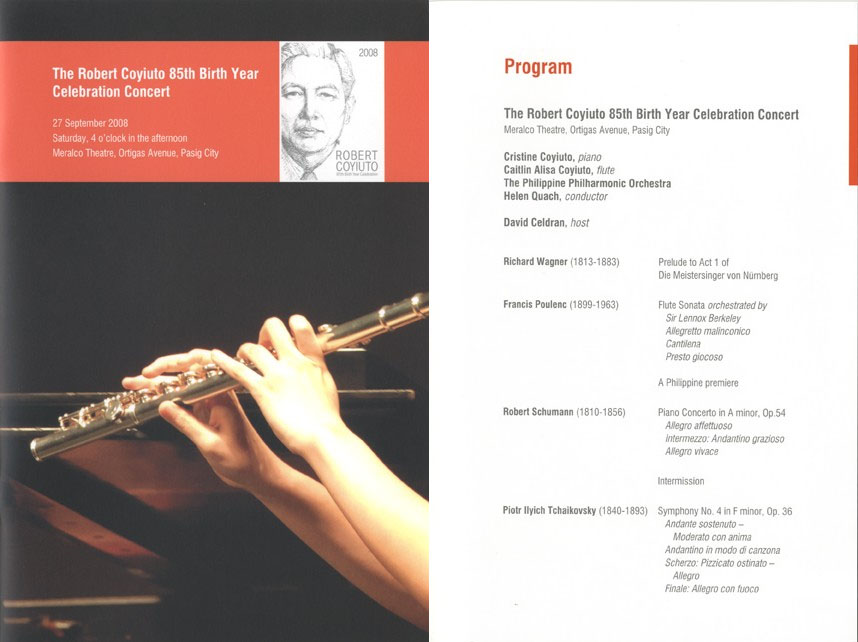 The Robert Coyiuto 85th Birth Year
Celebration Concert
27 September 2008
Saturday, 4 o'clock in the afternoon
Meralco Theatre, Ortigas Avenue, Pasig City
2008
ROBERT
COYIUTO
85th Birth Year Celebration
Program
The Robert Coyiuto 85th Birth Year Celebration Concert
Meralco Theatre, Ortigas Avenue, Pasig City
Cristine Coyiuto, piano
Caitlin Alisa Coyiuto, flute
The Philippine Philharmonic Orchestra
Helen Quach, conductor
David Celdran, host
Richard Wagner (1813-1883) Prelude to Act 1 of
Die Meistersinger von Nürnberg
Francis Poulenc (1899-1963) Flute Sonata orchestrated by
Sir Lennox Berkeley
Allegretto malinconico
Cantilena
Presto giocoso
A Philippine premiere
Robert Schumann (1810-1856) Piano Concerto in A minor, Op.54
Allegro affettuoso
Intermezzo: Andantino grazioso
Allegro vivace
Intermission
Piotr Ilyich Tchaikovsky (1840-1893) Symphony No. 4 in F minor, Op. 36
Andante sostenuto –
Moderato con anima
Andantino in modo di canzona
Scherzo: Pizzicato ostinato –
Allegro
Finale: Allegro con fuoco